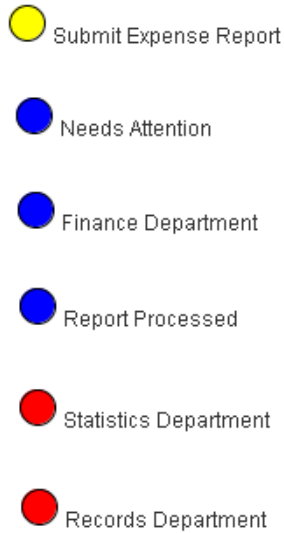 Submit Expense Report
Needs Attention
Finance Department
Report Processed
Statistics Department
Records Department